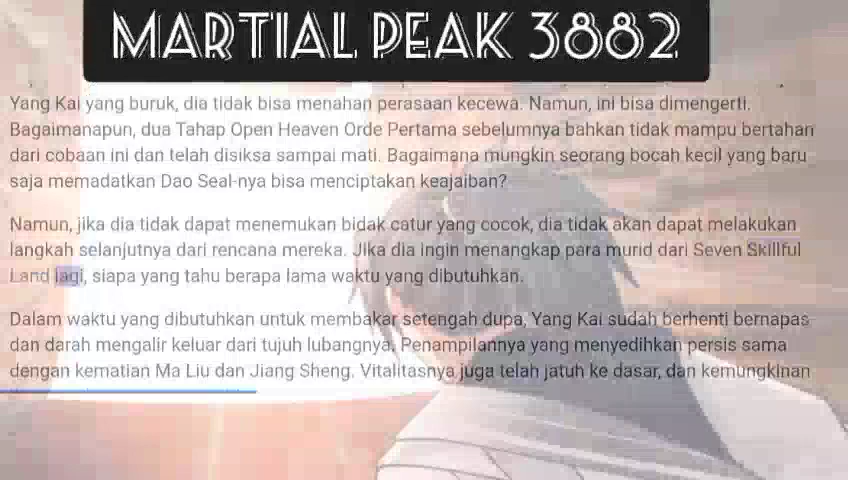 MARTIAL PEAK 3882
Yang Kai yang buruk, dia tidak bisa menahan perasaan kecewa. Namun, ini bisa dimengerti.
Bagaimanapun, dua Tahap Open Heaven Orde Pertama sebelumnya bahkan tidak mampu bertahan
dari cobaan ini dan telah disiksa sampai mati. Bagaimana mungkin seorang bocah kecil yang baru
saja memadatkan Dao Seal-nya bisa menciptakan keajaiban?
Namun, jika dia tidak dapat menemukan bidak catur yang cocok, dia tidak akan dapat melakukan
langkah selanjutnya dari rencana mereka. Jika dia ingin menangkap para murid dari Seven Skillful
Land lagi, siapa yang tahu berapa lama waktu yang dibutuhkan.
Dalam waktu yang dibutuhkan untuk membakar setengah dupa, Yang Kai sudah berhenti bernapas
dan darah mengalir keluar dari tujuh lubangnya. Penampilannya yang menyedihkan persis sama
dengan kematian Ma Liu dan Jiang Sheng. Vitalitasnya juga telah jatuh ke dasar, dan kemungkinan